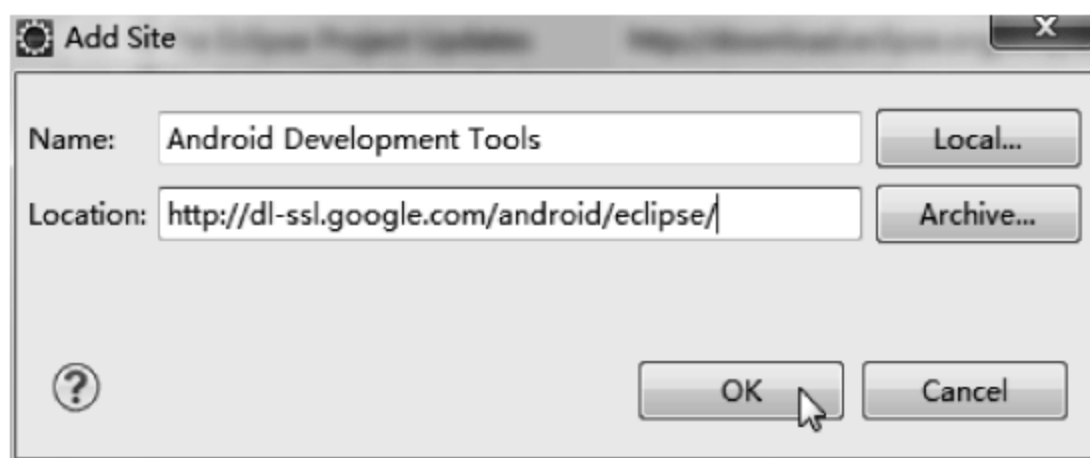 Add Site
Name: Android Development Tools Local...
Location: http://dl-ssl.google.com/android/eclipse/ Archive...
? OK Cancel